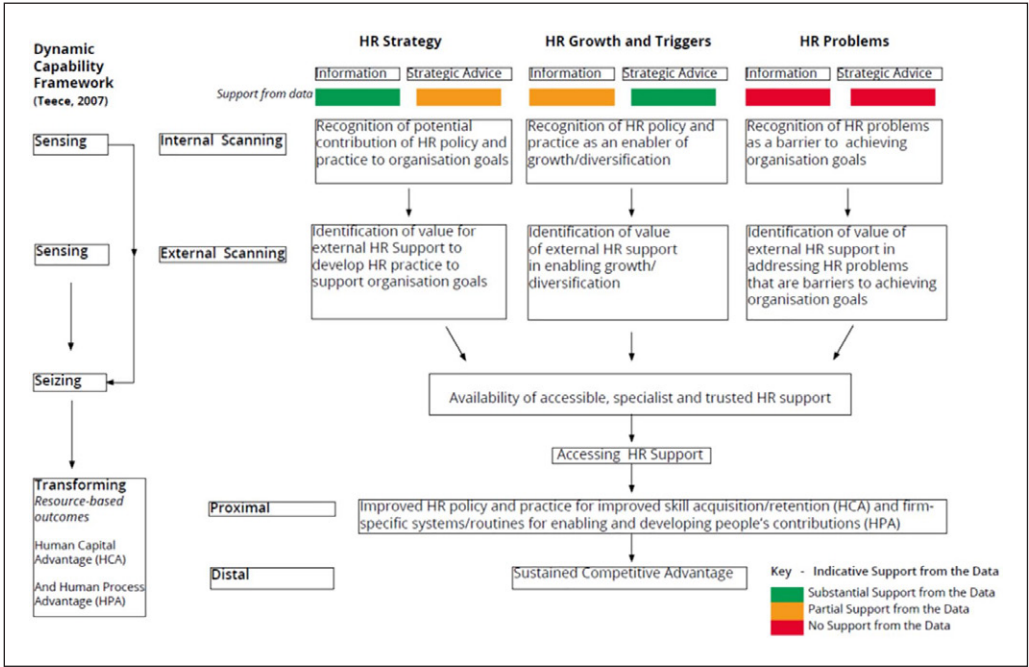 Dynamic
Capability
Framework
(Teece, 2007)
HR Strategy
HR Growth and Triggers
HR Problems
Information
Strategic Advice
Information
Strategic Advice
Information
Strategic Advice
Support from data
Sensing
Internal Scanning
Recognition of potential
contribution of HR policy and
practice to organisation goals
Recognition of HR policy and
practice as an enabler of
growth/diversification
Recognition of HR problems
as a barrier to achieving
organisation goals
Sensing
External Scanning
Identification of value for
external HR Support to
develop HR practice to
support organisation goals
Identification of value
of external HR support
in enabling growth/
diversification
Identification of value of
external HR support in
addressing HR problems
that are barriers to achieving
organisation goals
Seizing
Availability of accessible, specialist and trusted HR support
Accessing HR Support
Transforming
Resource-based
outcomes
Human Capital
Advantage (HCA)
And Human Process
Advantage (HPA)
Proximal
Improved HR policy and practice for improved skill acquisition/retention (HCA) and firm-
specific systems/routines for enabling and developing people's contributions (HPA)
Distal
Sustained Competitive Advantage
Key - Indicative Support from the Data
Substantial Support from the Data
Partial Support from the Data
No Support from the Data